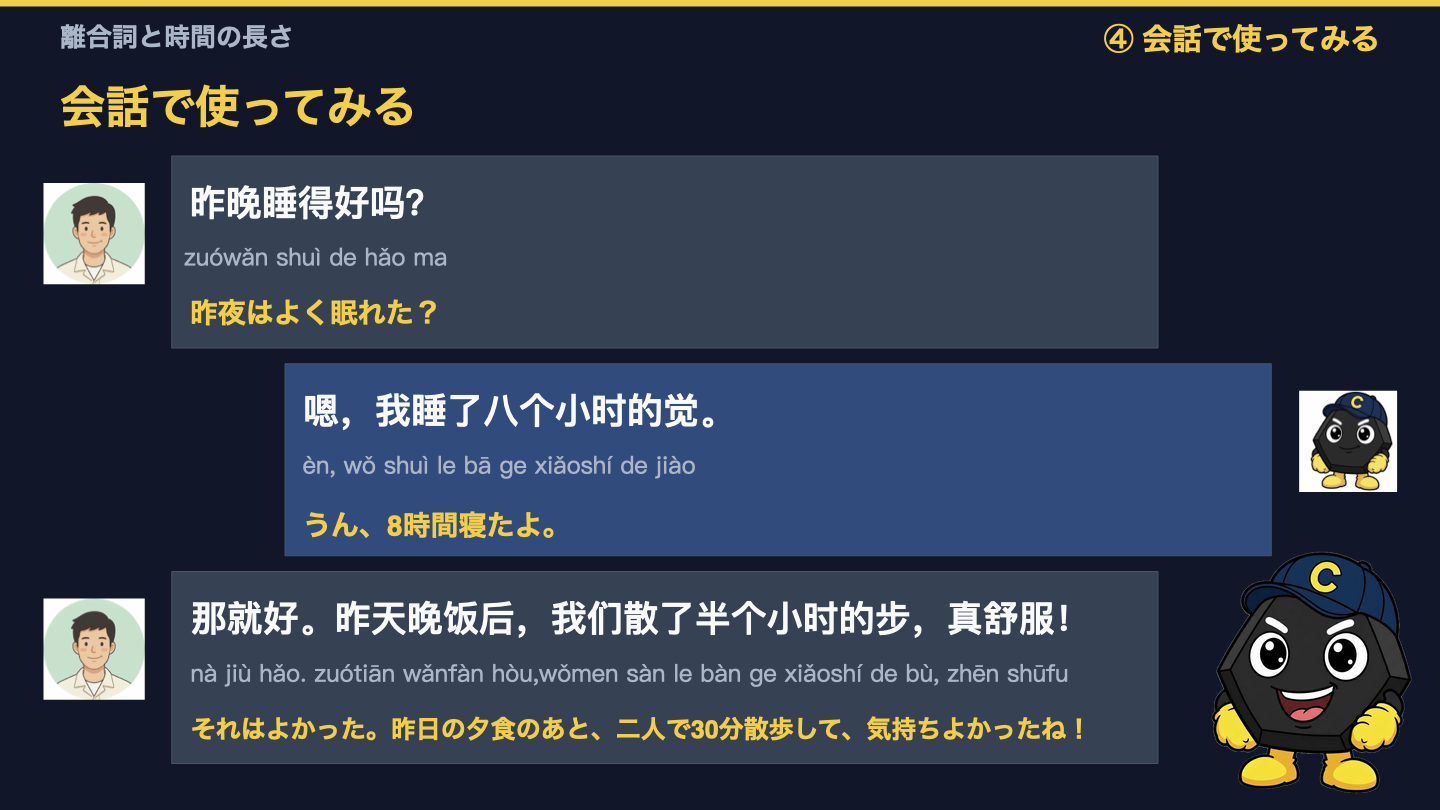 離合詞と時間の長さ
④ 会話で使ってみる
会話で使ってみる
昨晚睡得好吗?
zuówǎn shuì de hǎo ma
昨夜はよく眠れた？
嗯，我睡了八个小时的觉。
èn, wǒ shuì le bā ge xiǎoshí de jiào
うん、8時間寝たよ。
那就好。昨天晚饭后，我们散了半个小时的步，真舒服！
nà jiù hǎo. zuótiān wǎnfàn hòu,wǒmen sàn le bàn ge xiǎoshí de bù, zhēn shūfu
それはよかった。昨日の夕食のあと、二人で30分散歩して、気持ちよかったね！
C
C